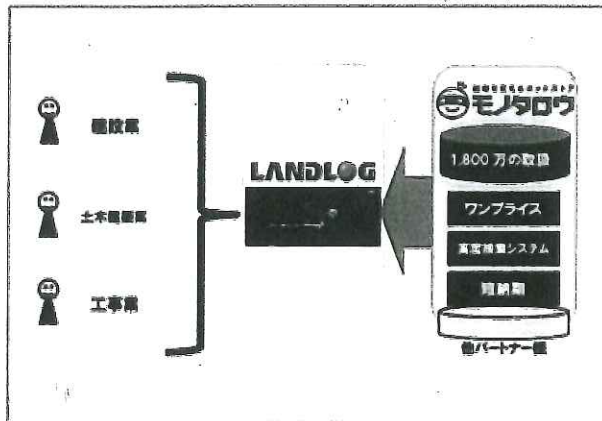 建設業
土木建築業
工事業
LANDLOG
モノタロウ
1,800 万の取扱
ワンプライス
高度検索システム
短納期
他パートナー様